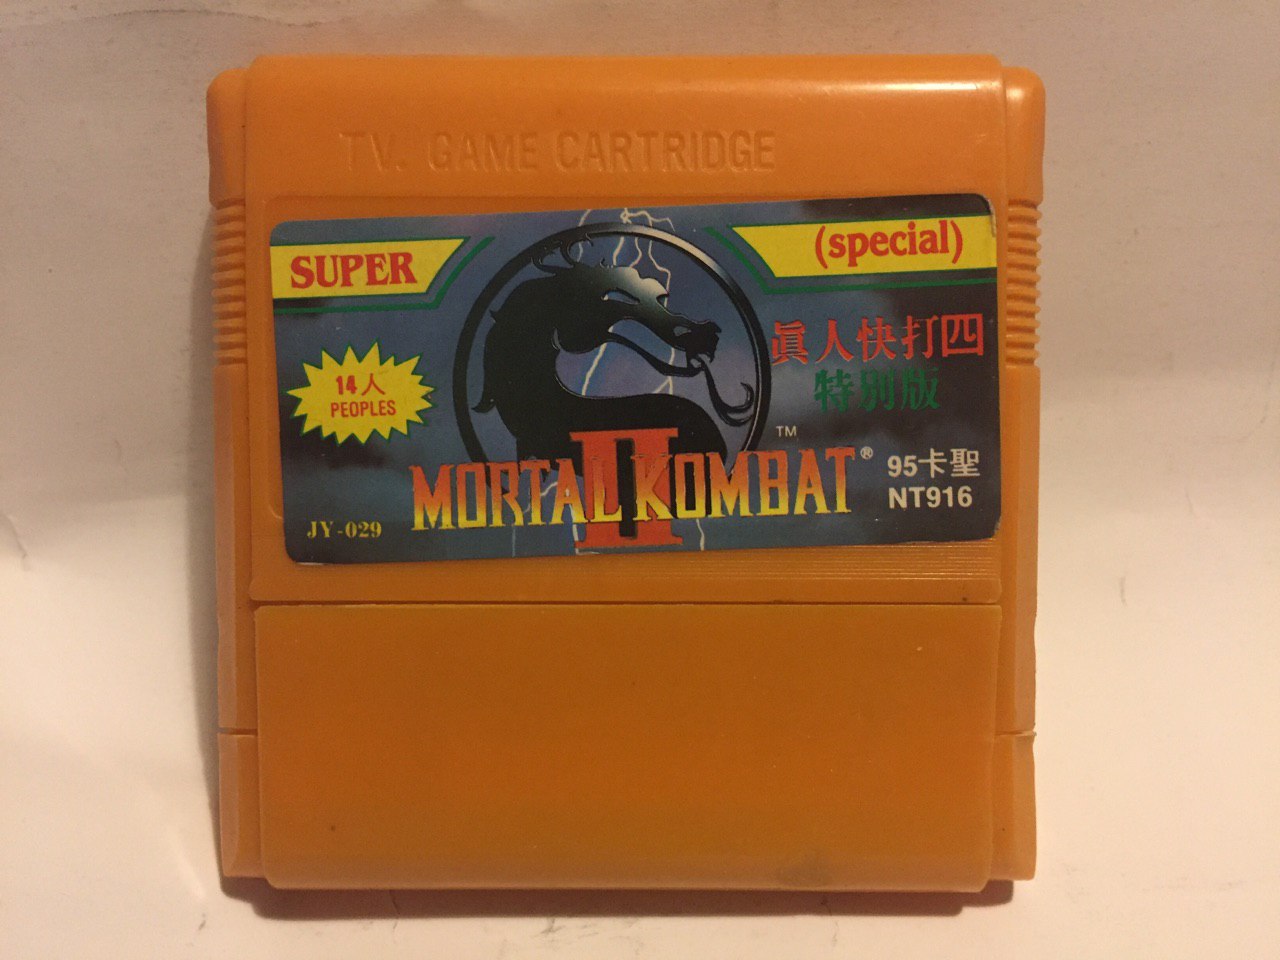 TV. GAME CARTRIDGE
SUPER
(special)
眞人快打四
特別版
14人
PEOPLES
II
™
MORTAL KOMBAT®
95卡聖
NT916
JY-029